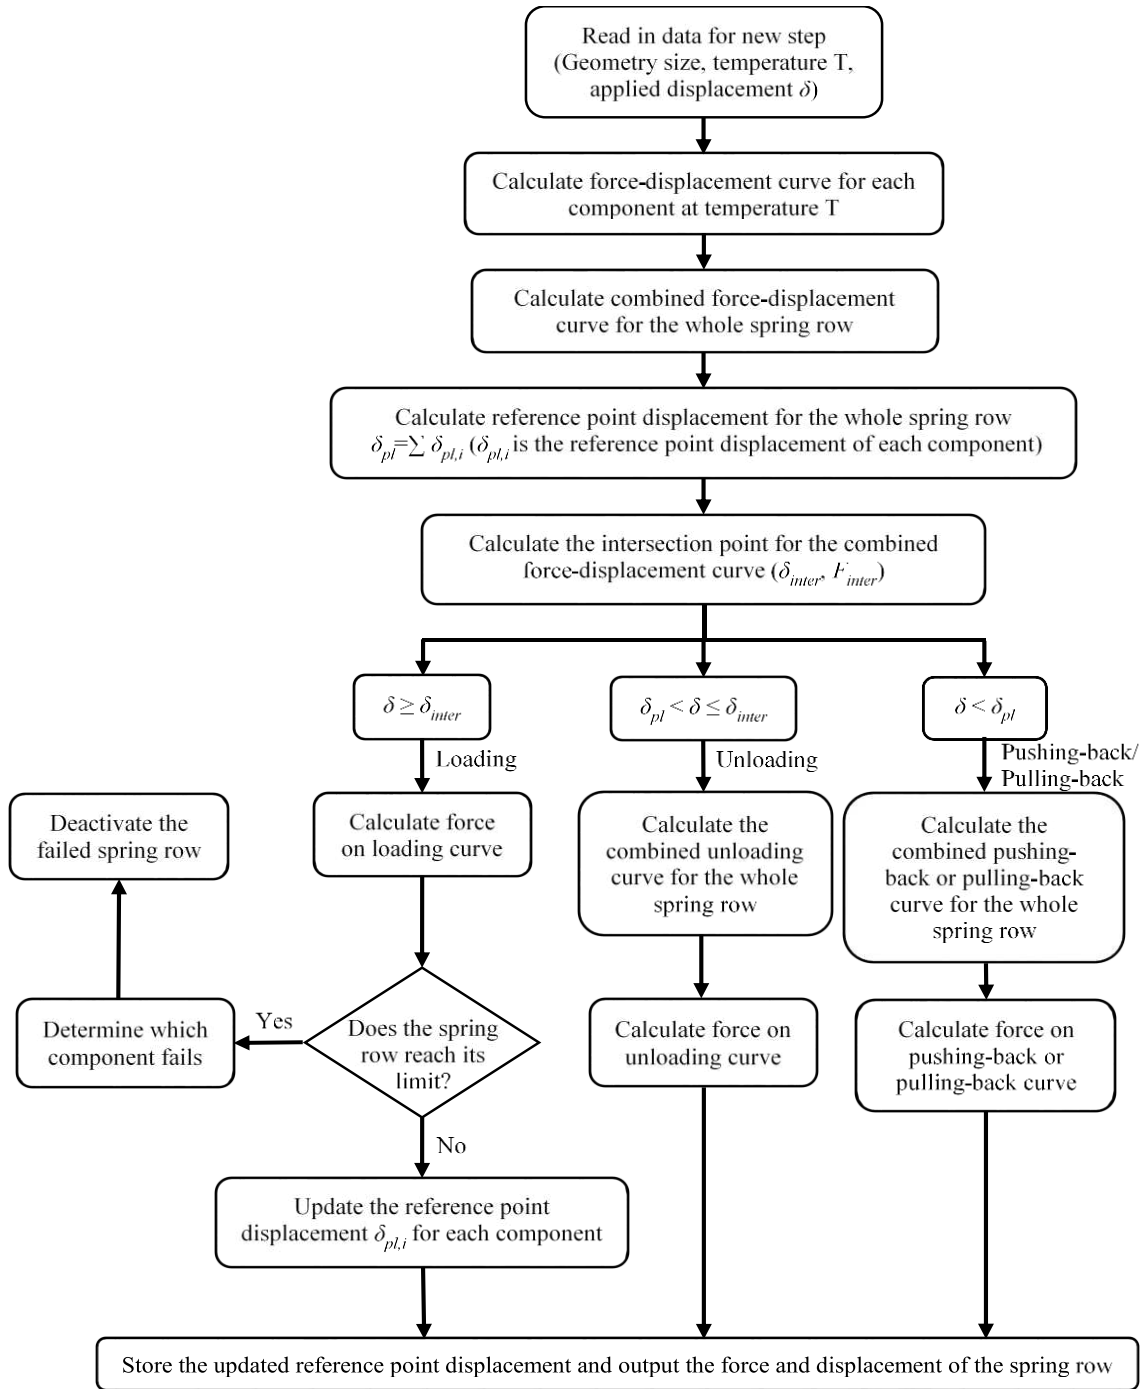 Read in data for new step
(Geometry size, temperature T,
applied displacement δ)
Calculate force-displacement curve for each
component at temperature T
Calculate combined force-displacement
curve for the whole spring row
Calculate reference point displacement for the whole spring row
δpl=∑ δpl,i (δpl,i is the reference point displacement of each component)
Calculate the intersection point for the combined
force-displacement curve (δinter, Finter)
δ ≥ δinter
δpl < δ ≤ δinter
δ < δpl
Loading
Unloading
Pushing-back/
Pulling-back
Deactivate the
failed spring row
Calculate force
on loading curve
Calculate the
combined unloading
curve for the whole
spring row
Calculate the
combined pushing-
back or pulling-back
curve for the whole
spring row
Determine which
component fails
Yes
Does the spring
row reach its
limit?
Calculate force on
unloading curve
Calculate force on
pushing-back or
pulling-back curve
No
Update the reference point
displacement δpl,i for each component
Store the updated reference point displacement and output the force and displacement of the spring row